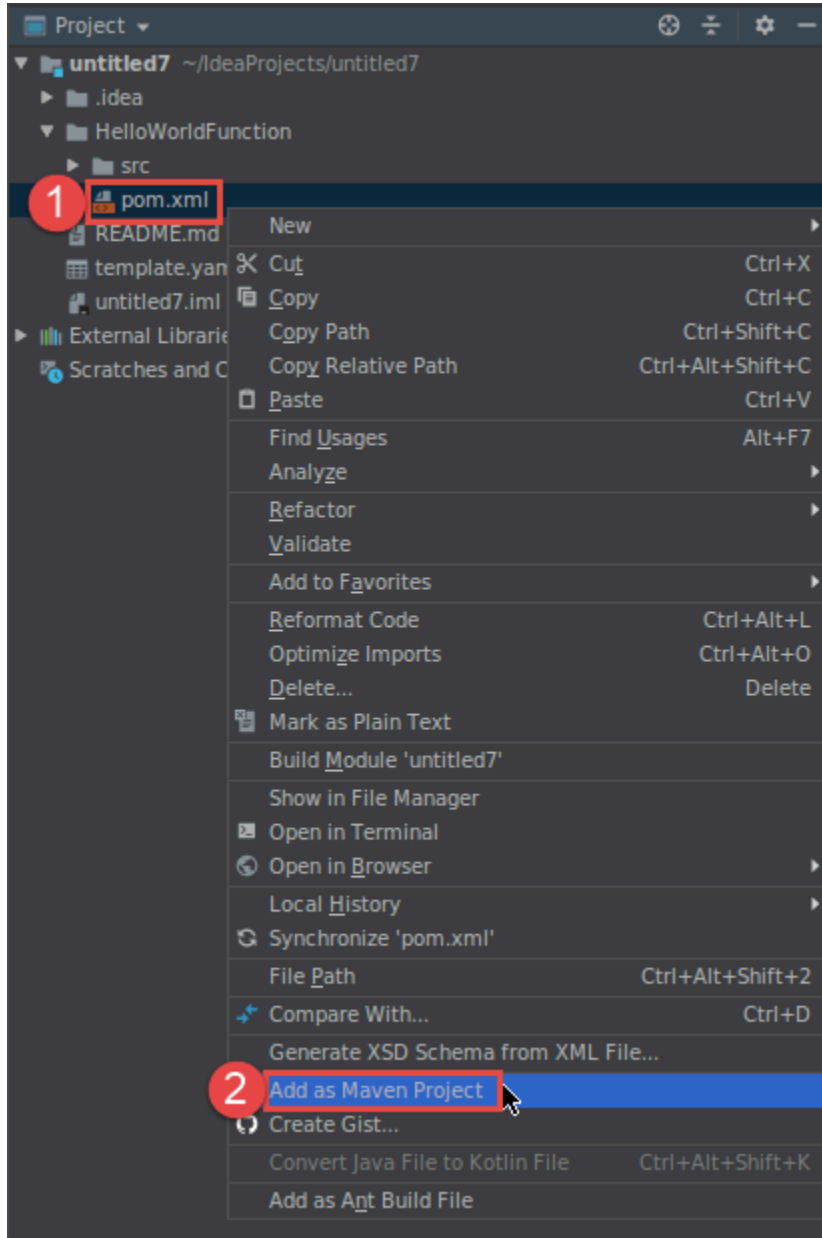 Project
untitled7 ~/IdeaProjects/untitled7
.idea
HelloWorldFunction
src
1 pom.xml
README.md
New
template.yam
Cut Ctrl+X
untitled7.iml
Copy Ctrl+C
External Librarie
Copy Path Ctrl+Shift+C
Scratches and C
Copy Relative Path Ctrl+Alt+Shift+C
Paste Ctrl+V
Find Usages Alt+F7
Analyze
Refactor
Validate
Add to Favorites
Reformat Code Ctrl+Alt+L
Optimize Imports Ctrl+Alt+O
Delete... Delete
Mark as Plain Text
Build Module 'untitled7'
Show in File Manager
Open in Terminal
Open in Browser
Local History
Synchronize 'pom.xml'
File Path Ctrl+Alt+Shift+2
Compare With... Ctrl+D
Generate XSD Schema from XML File...
2 Add as Maven Project
Create Gist...
Convert Java File to Kotlin File Ctrl+Alt+Shift+K
Add as Ant Build File